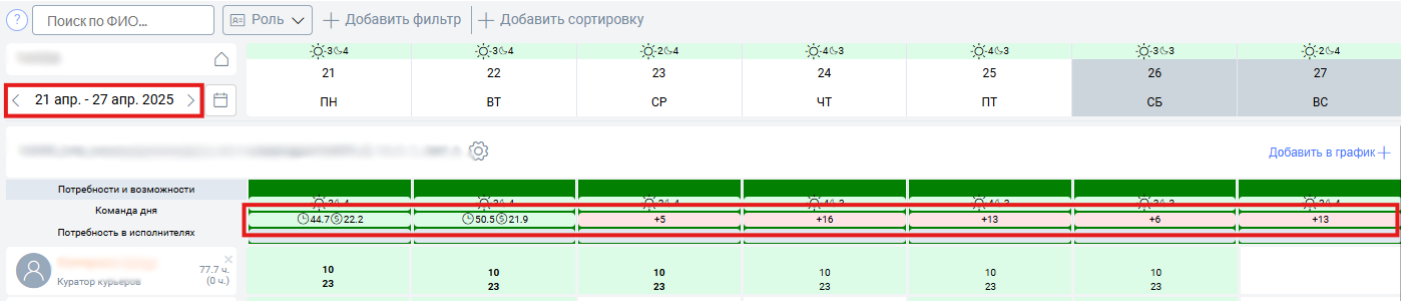 ? Поиск по ФИО... Роль + Добавить фильтр + Добавить сортировку
3 4 3 4 2 4 4 3 4 3 3 3 2 4
21 22 23 24 25 26 27
21 апр. - 27 апр. 2025 ПН ВТ СР ЧТ ПТ СБ ВС
Добавить в график +
Потребности и возможности
Команда дня
44.7 22.2 50.5 21.9 +5 +16 +13 +6 +13
Потребность в исполнителях
77.7 ч. 10 10 10 10 10 10
Куратор курьеров (0 ч.) 23 23 23 23 23 23